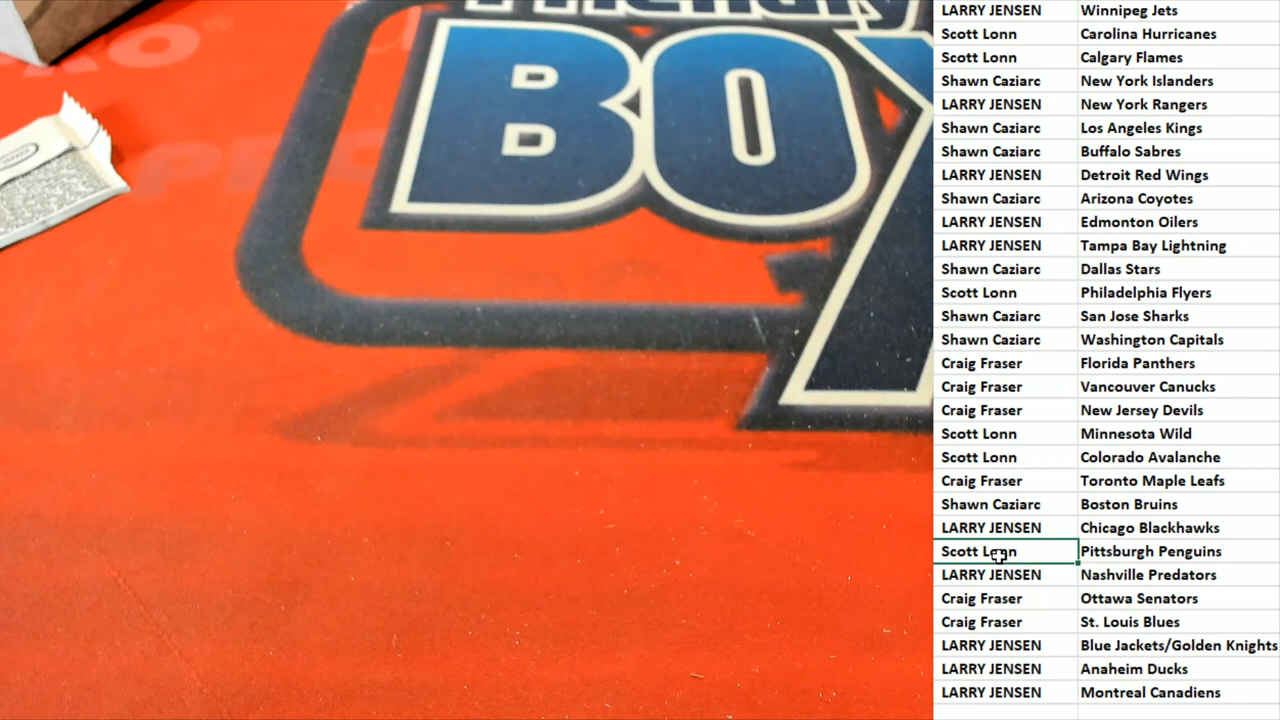 BO
LARRY JENSEN Winnipeg Jets
Scott Lonn Carolina Hurricanes
Scott Lonn Calgary Flames
Shawn Caziarc New York Islanders
LARRY JENSEN New York Rangers
Shawn Caziarc Los Angeles Kings
Shawn Caziarc Buffalo Sabres
LARRY JENSEN Detroit Red Wings
Shawn Caziarc Arizona Coyotes
LARRY JENSEN Edmonton Oilers
LARRY JENSEN Tampa Bay Lightning
Shawn Caziarc Dallas Stars
Scott Lonn Philadelphia Flyers
Shawn Caziarc San Jose Sharks
Shawn Caziarc Washington Capitals
Craig Fraser Florida Panthers
Craig Fraser Vancouver Canucks
Craig Fraser New Jersey Devils
Scott Lonn Minnesota Wild
Scott Lonn Colorado Avalanche
Craig Fraser Toronto Maple Leafs
Shawn Caziarc Boston Bruins
LARRY JENSEN Chicago Blackhawks
Scott Lonn Pittsburgh Penguins
LARRY JENSEN Nashville Predators
Craig Fraser Ottawa Senators
Craig Fraser St. Louis Blues
LARRY JENSEN Blue Jackets/Golden Knights
LARRY JENSEN Anaheim Ducks
LARRY JENSEN Montreal Canadiens